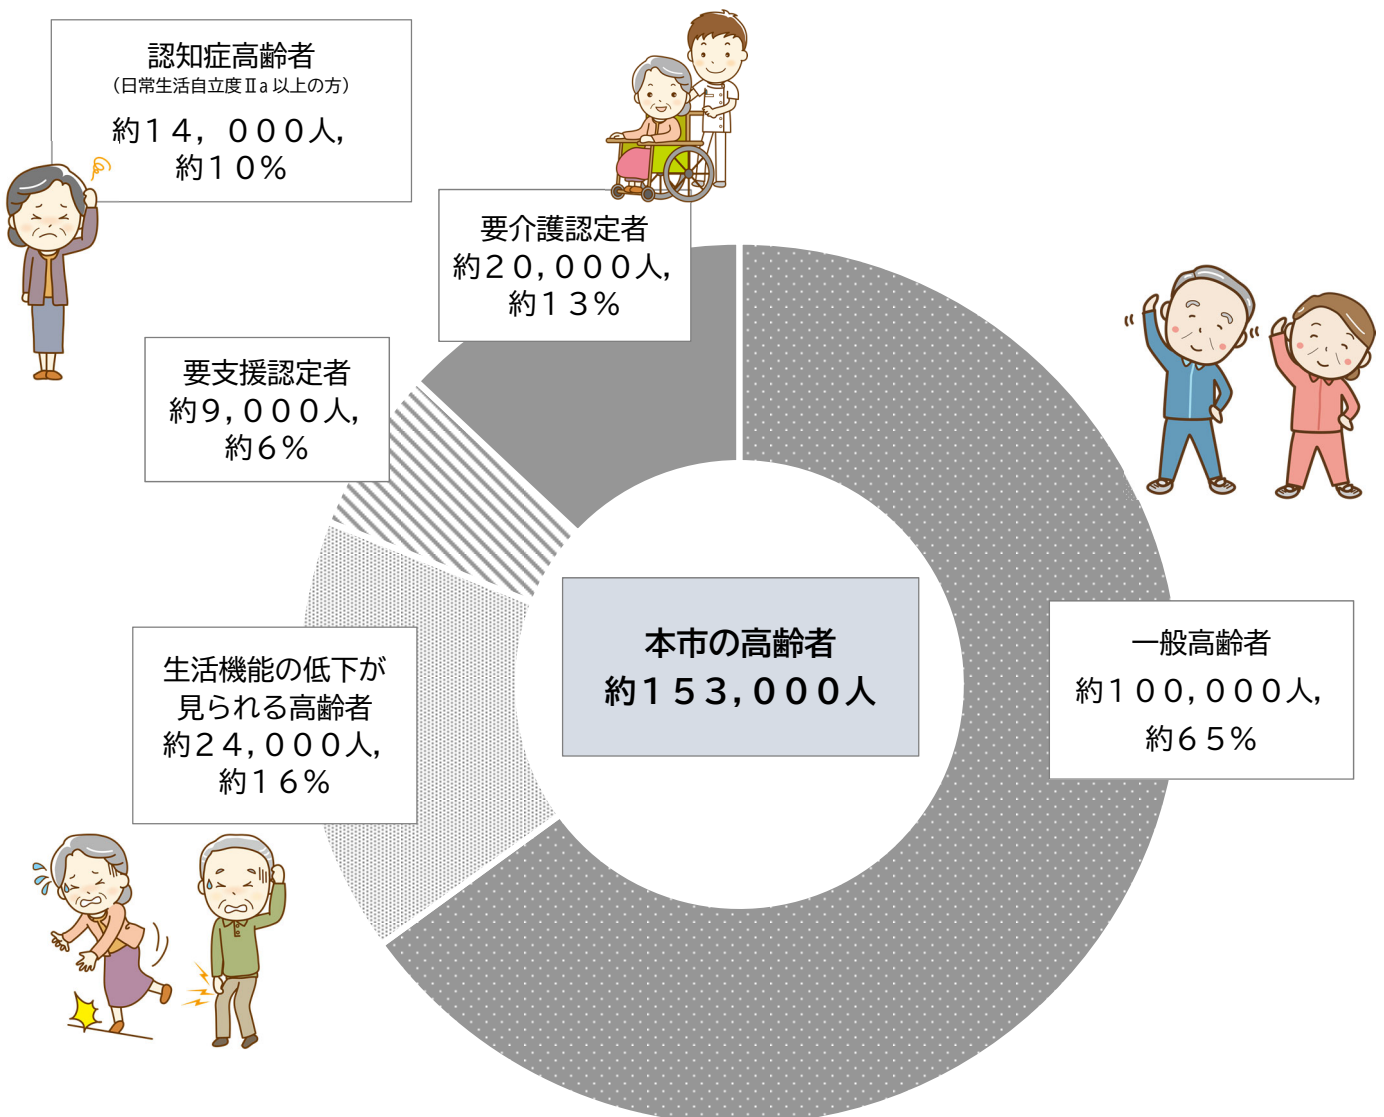 認知症高齢者
（日常生活自立度Ⅱａ以上の方）
約１４，０００人，
約１０％
要介護認定者
約２０，０００人，
約１３％
要支援認定者
約９，０００人，
約６％
生活機能の低下が
見られる高齢者
約２４，０００人，
約１６％
本市の高齢者
約１５３，０００人
一般高齢者
約１００，０００人，
約６５％